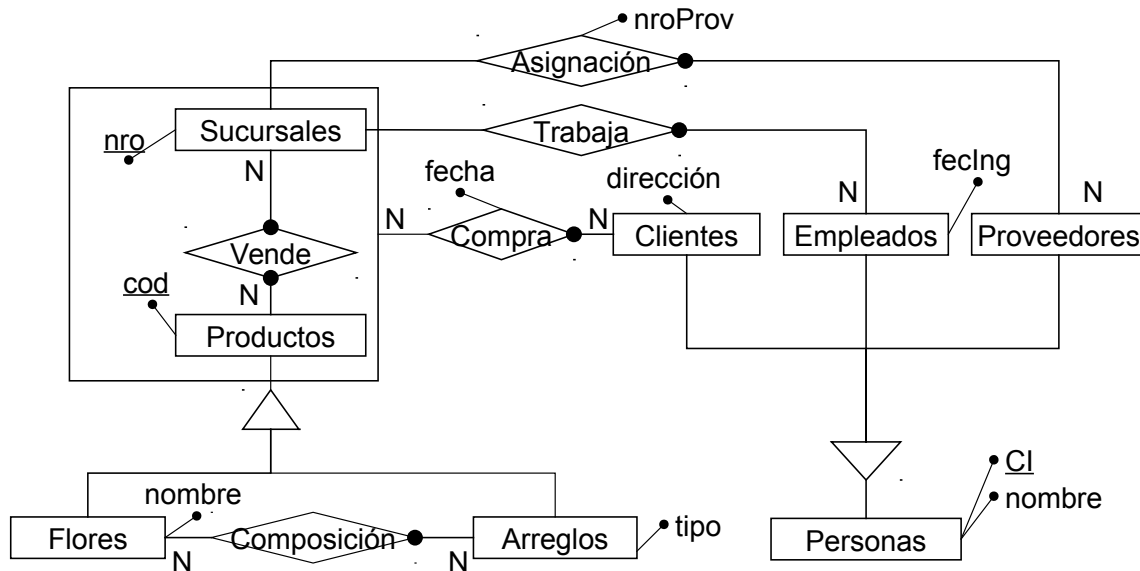 nroProv
Asignación
Sucursales
Trabaja
nro
N
fecha
dirección
fecIng
N
N
N
N
Vende
Compra
Clientes
Empleados
Proveedores
cod
N
Productos
nombre
CI
nombre
Flores
N
Composición
N
Arreglos
tipo
Personas